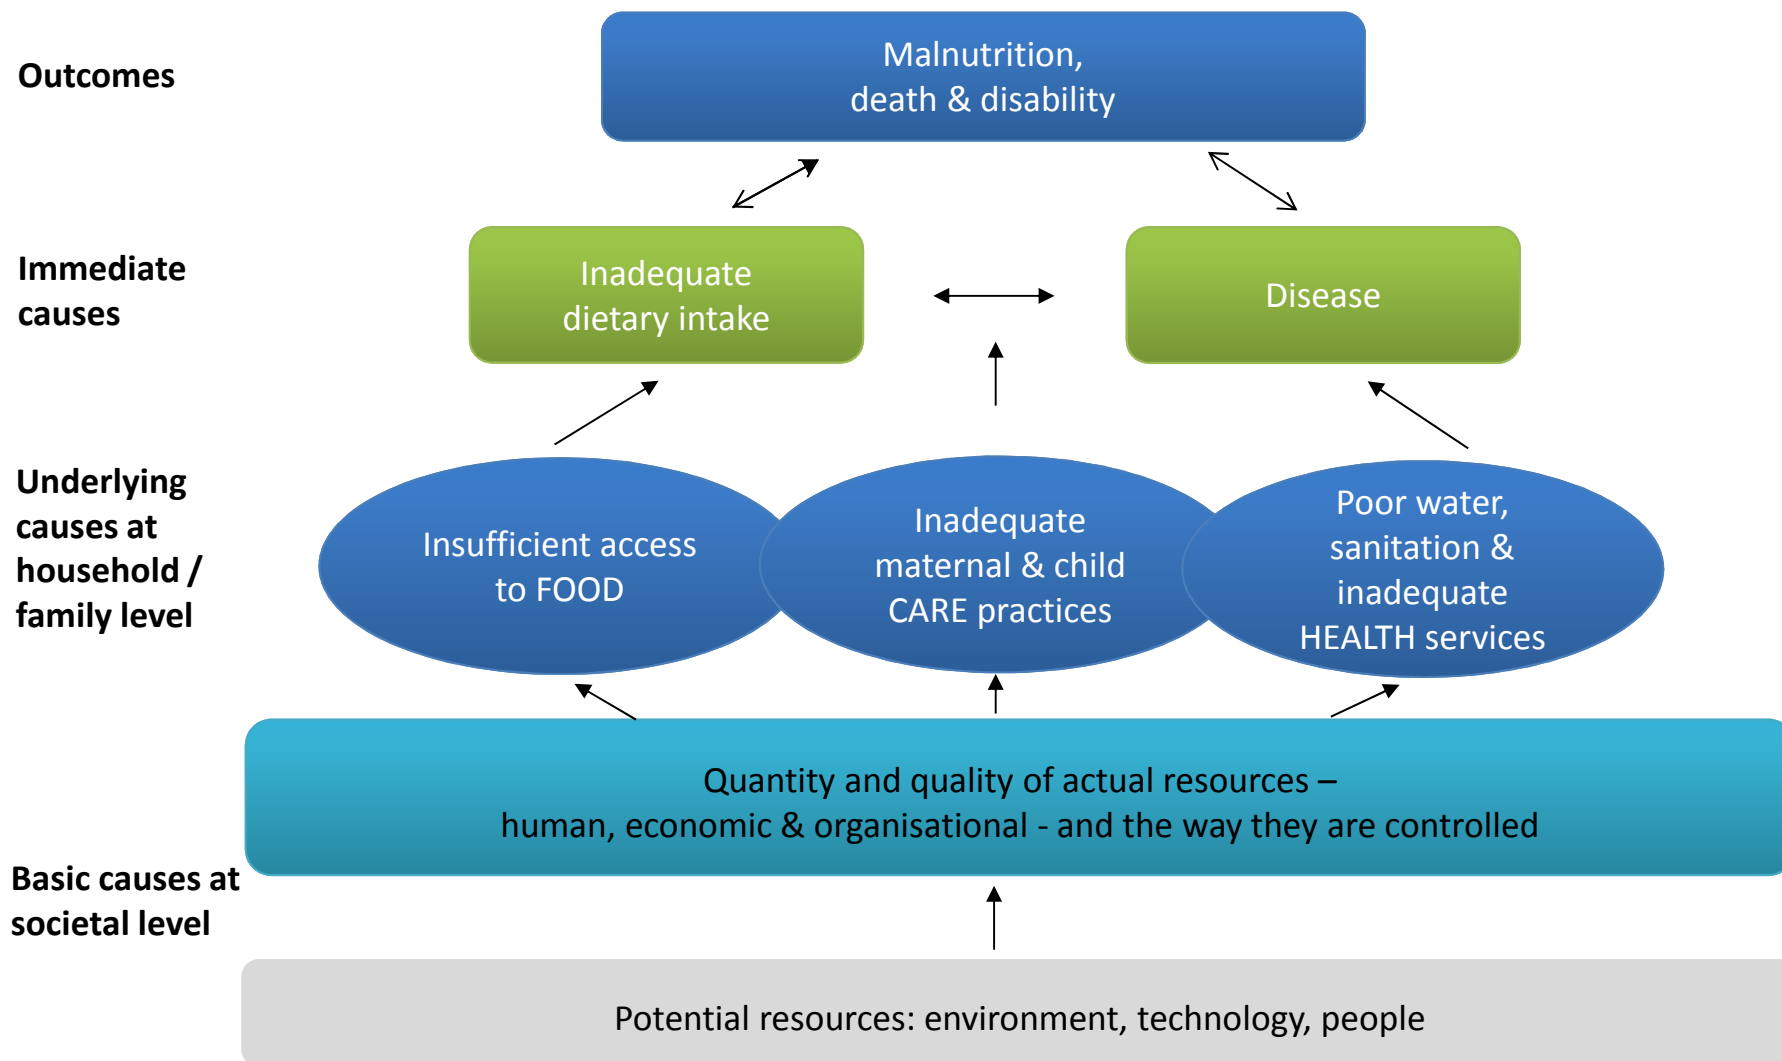 Outcomes
Malnutrition,
death & disability
Immediate
causes
Inadequate
dietary intake
Disease
Underlying
causes at
household /
family level
Insufficient access
to FOOD
Inadequate
maternal & child
CARE practices
Poor water,
sanitation &
inadequate
HEALTH services
Quantity and quality of actual resources –
human, economic & organisational - and the way they are controlled
Basic causes at
societal level
Potential resources: environment, technology, people